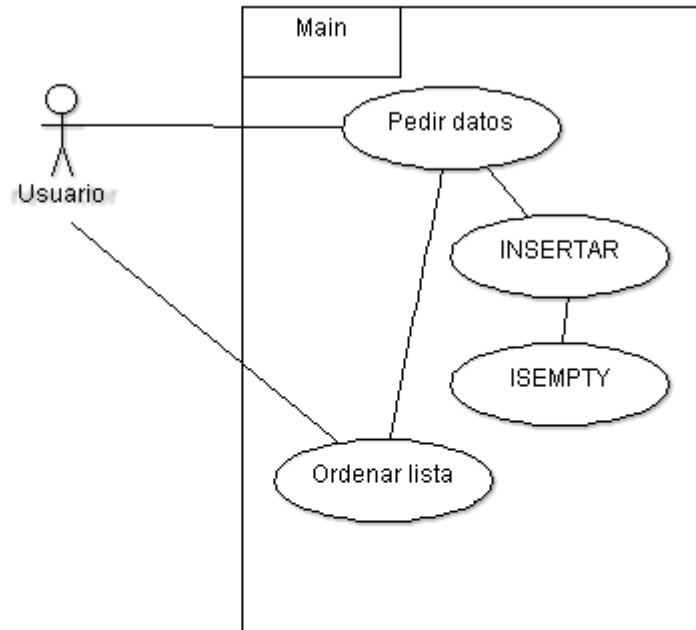 Main
Pedir datos
Usuario
INSERTAR
ISEMPTY
Ordenar lista